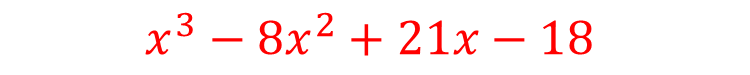 x³ − 8x² + 21x − 18